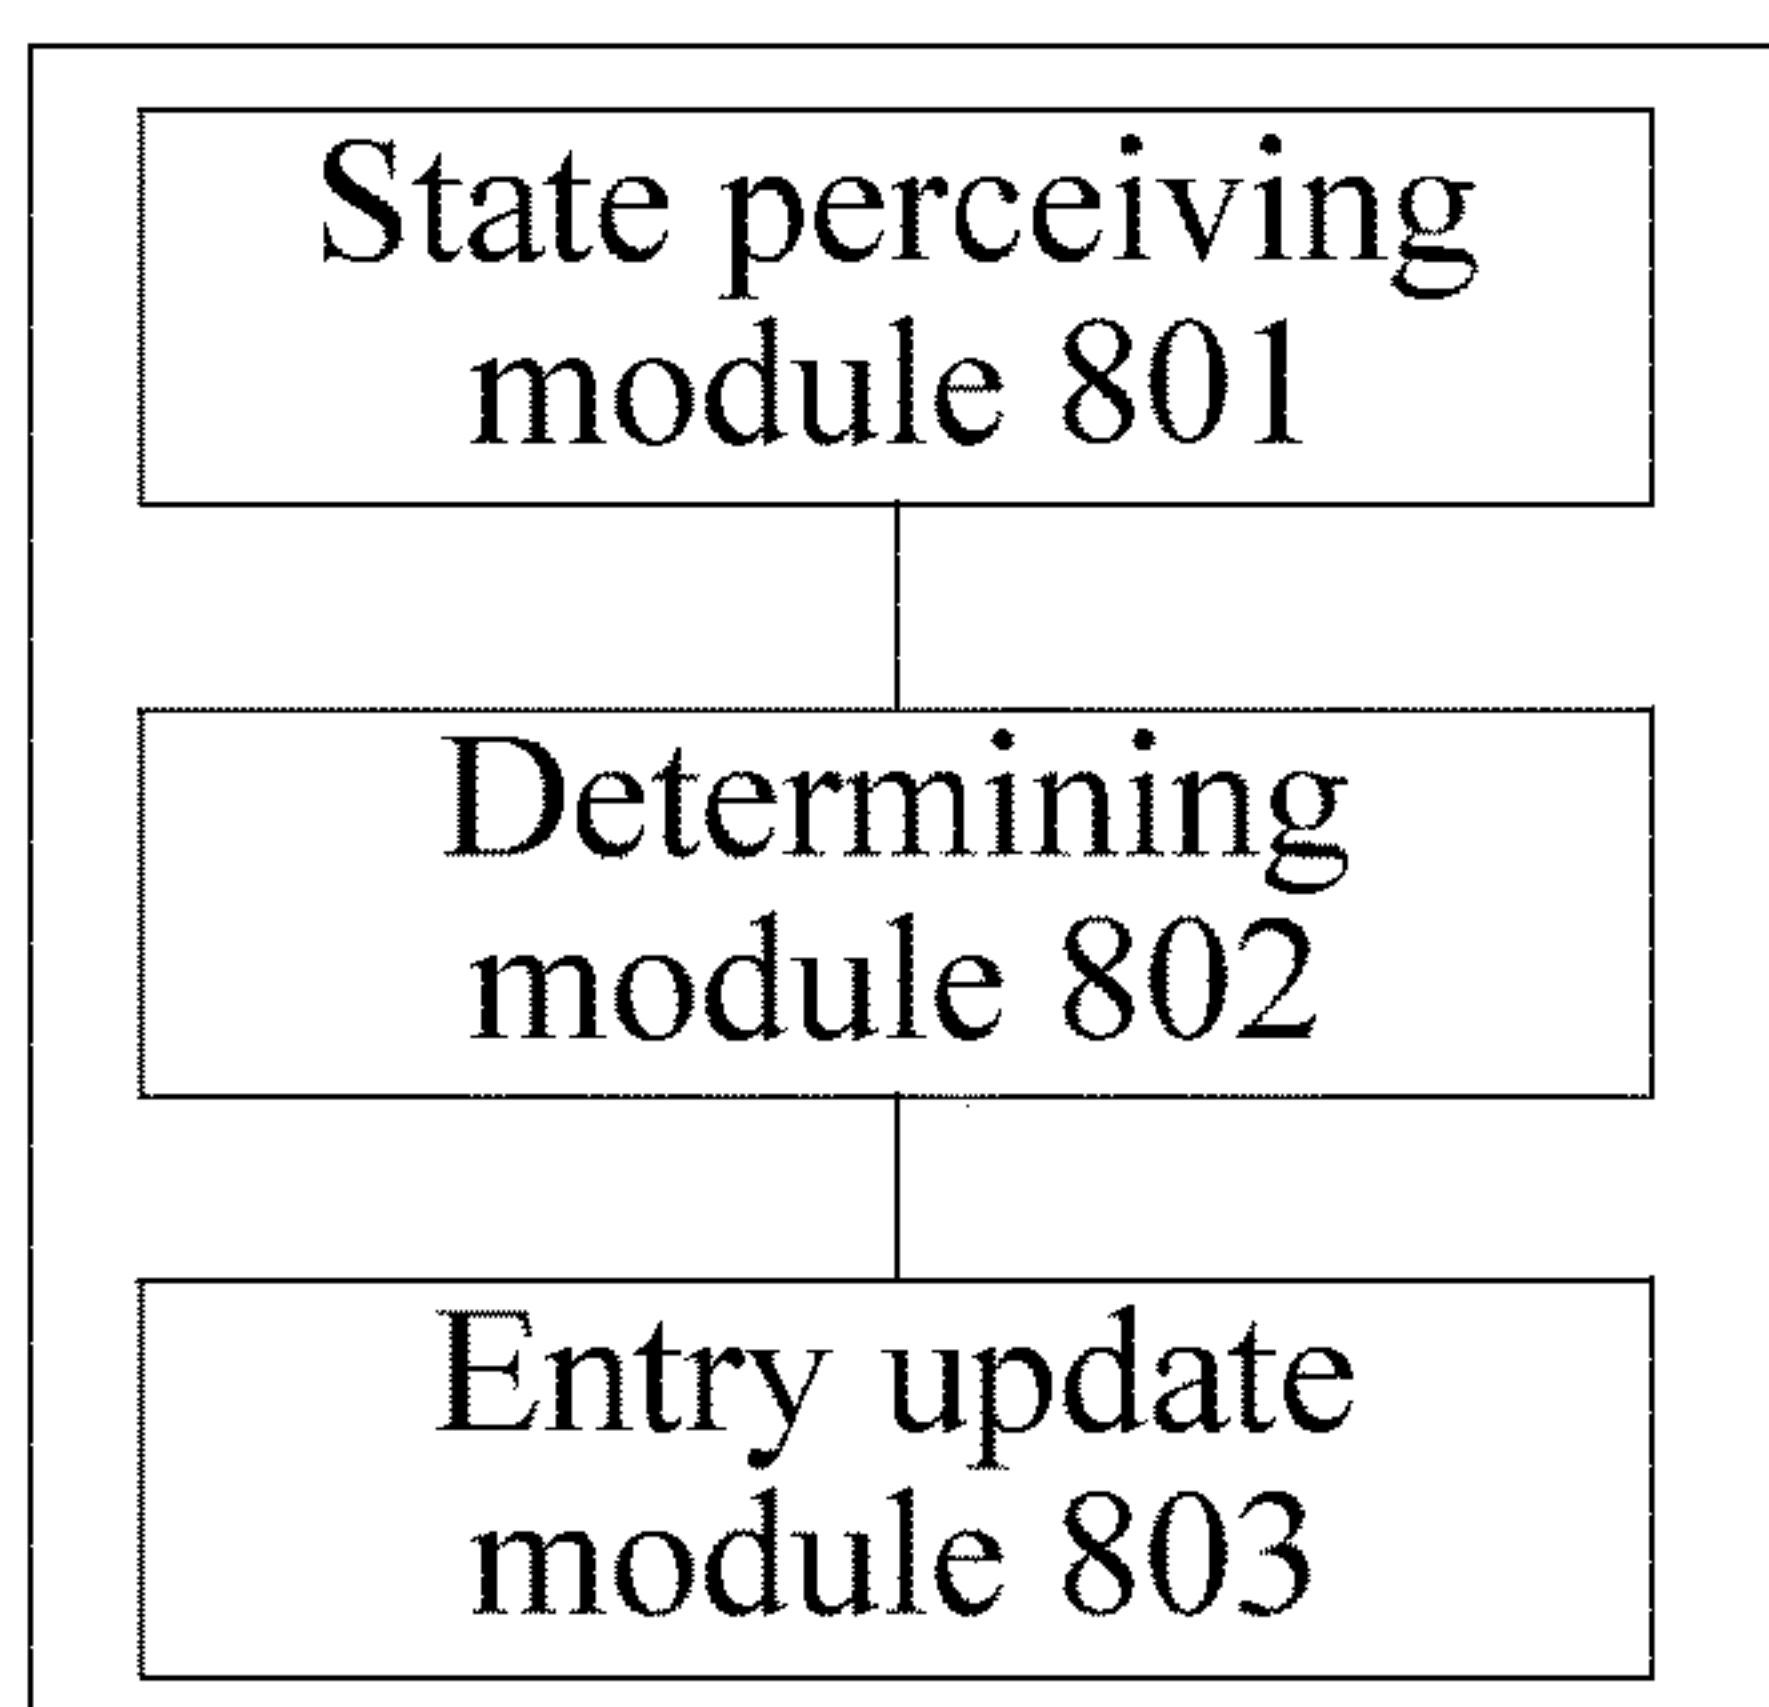 State perceiving
module 801
Determining
module 802
Entry update
module 803